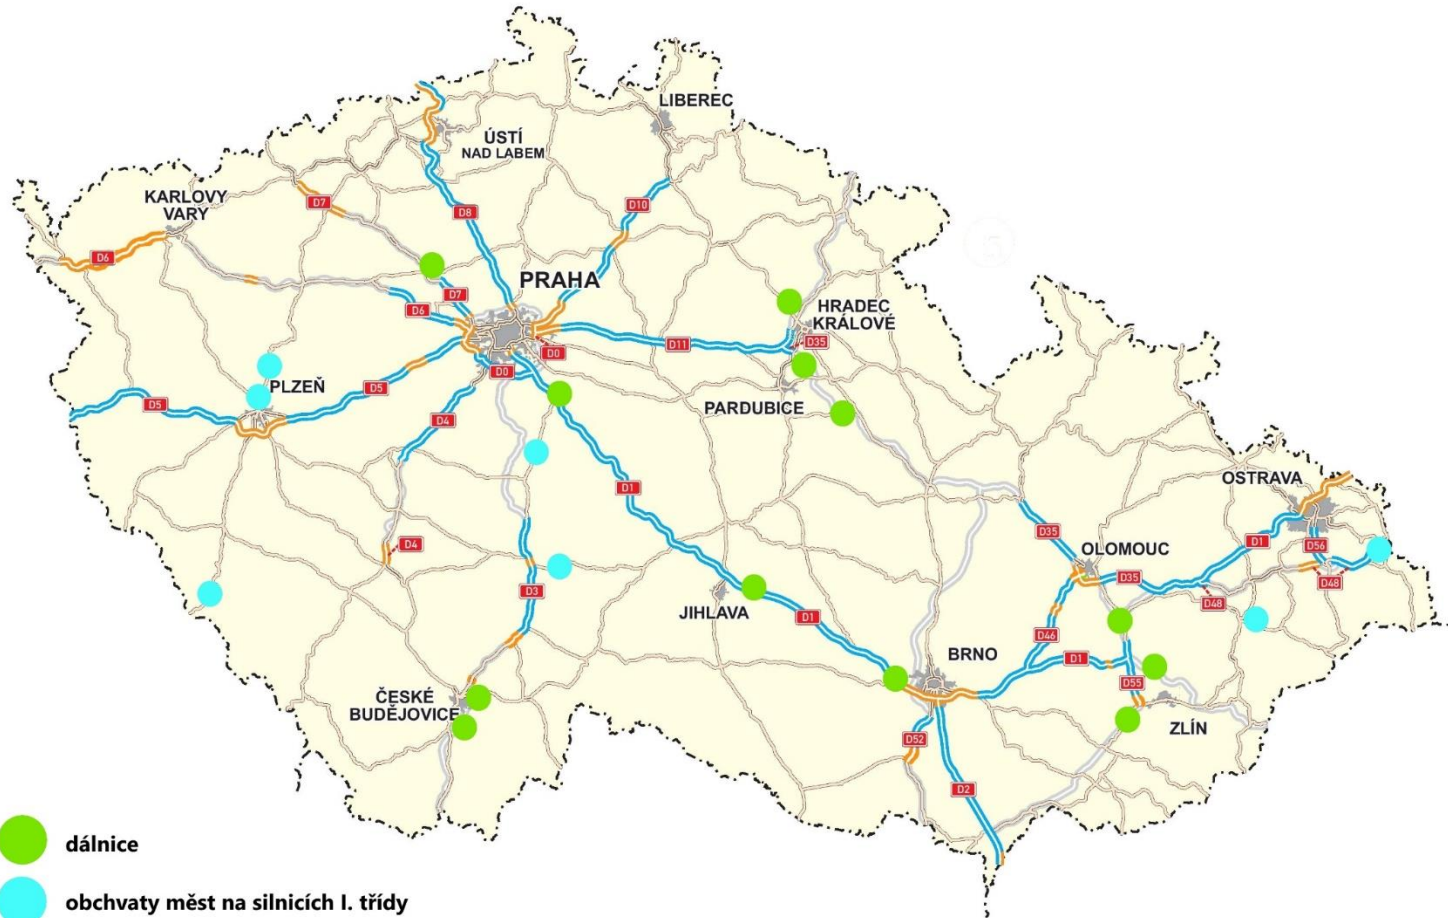 LIBEREC
ÚSTÍ
NAD LABEM
KARLOVY
VARY
D7
D8
D10
D6
PRAHA
D7
D6
HRADEC
KRÁLOVÉ
D11
D35
D0
D0
PLZEŇ
D5
D5
D4
PARDUBICE
D1
OSTRAVA
D35
D1
D56
D4
OLOMOUC
D35
D48
D48
D3
JIHLAVA
D1
D46
BRNO
D1
D55
ČESKÉ
BUDĚJOVICE
ZLÍN
D52
D2
dálnice
obchvaty měst na silnicích I. třídy